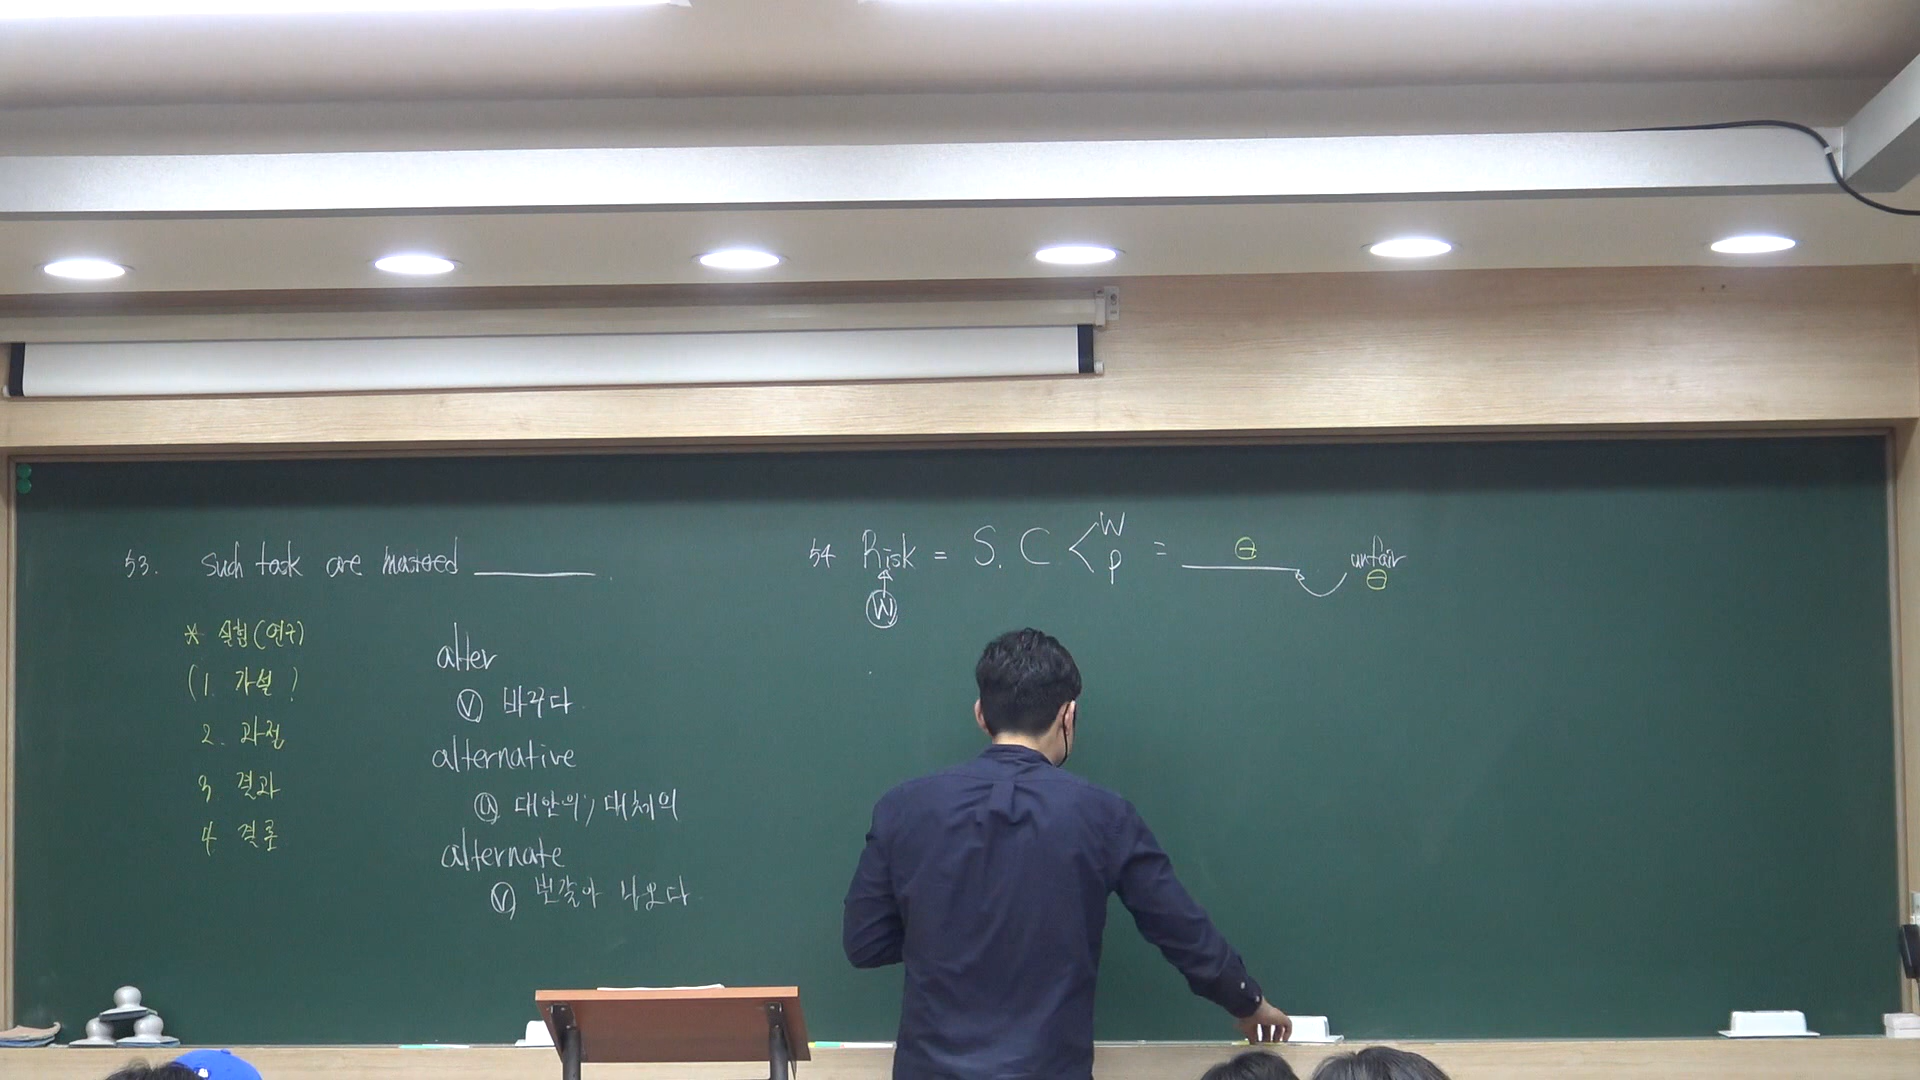 53. Such task are mastered ______.
* 실험(연구)
(1. 가설)
2. 과정
3. 결과
4. 결론
alter
ⓥ 바꾸다
alternative
ⓐ 대안의, 대체의
alternate
ⓥ 번갈아 나오다
54 Risk = S. C < W P = ______ ⊖ unfair ⊖
Ⓦ